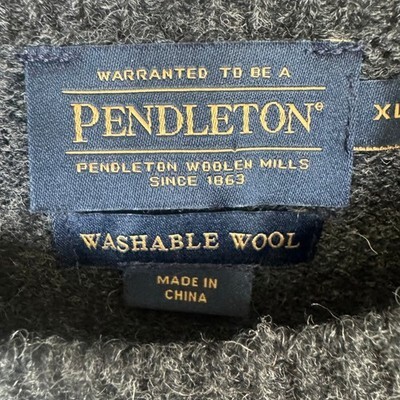 WARRANTED TO BE A
PENDLETON®
PENDLETON WOOLEN MILLS
SINCE 1863
XL
WASHABLE WOOL
MADE IN
CHINA